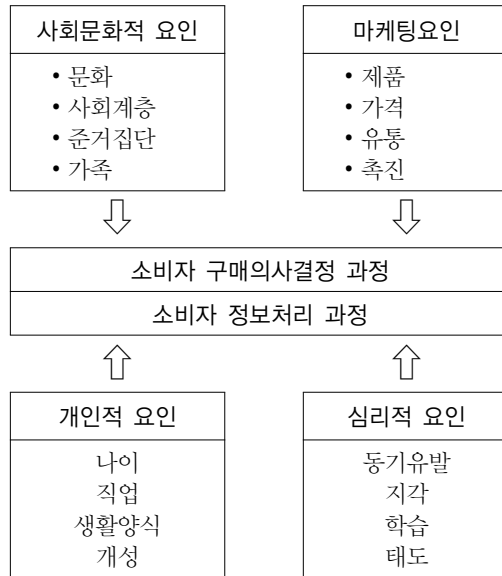 사회문화적 요인
• 문화
• 사회계층
• 준거집단
• 가족
마케팅요인
• 제품
• 가격
• 유통
• 촉진
소비자 구매의사결정 과정
소비자 정보처리 과정
개인적 요인
나이
직업
생활양식
개성
심리적 요인
동기유발
지각
학습
태도